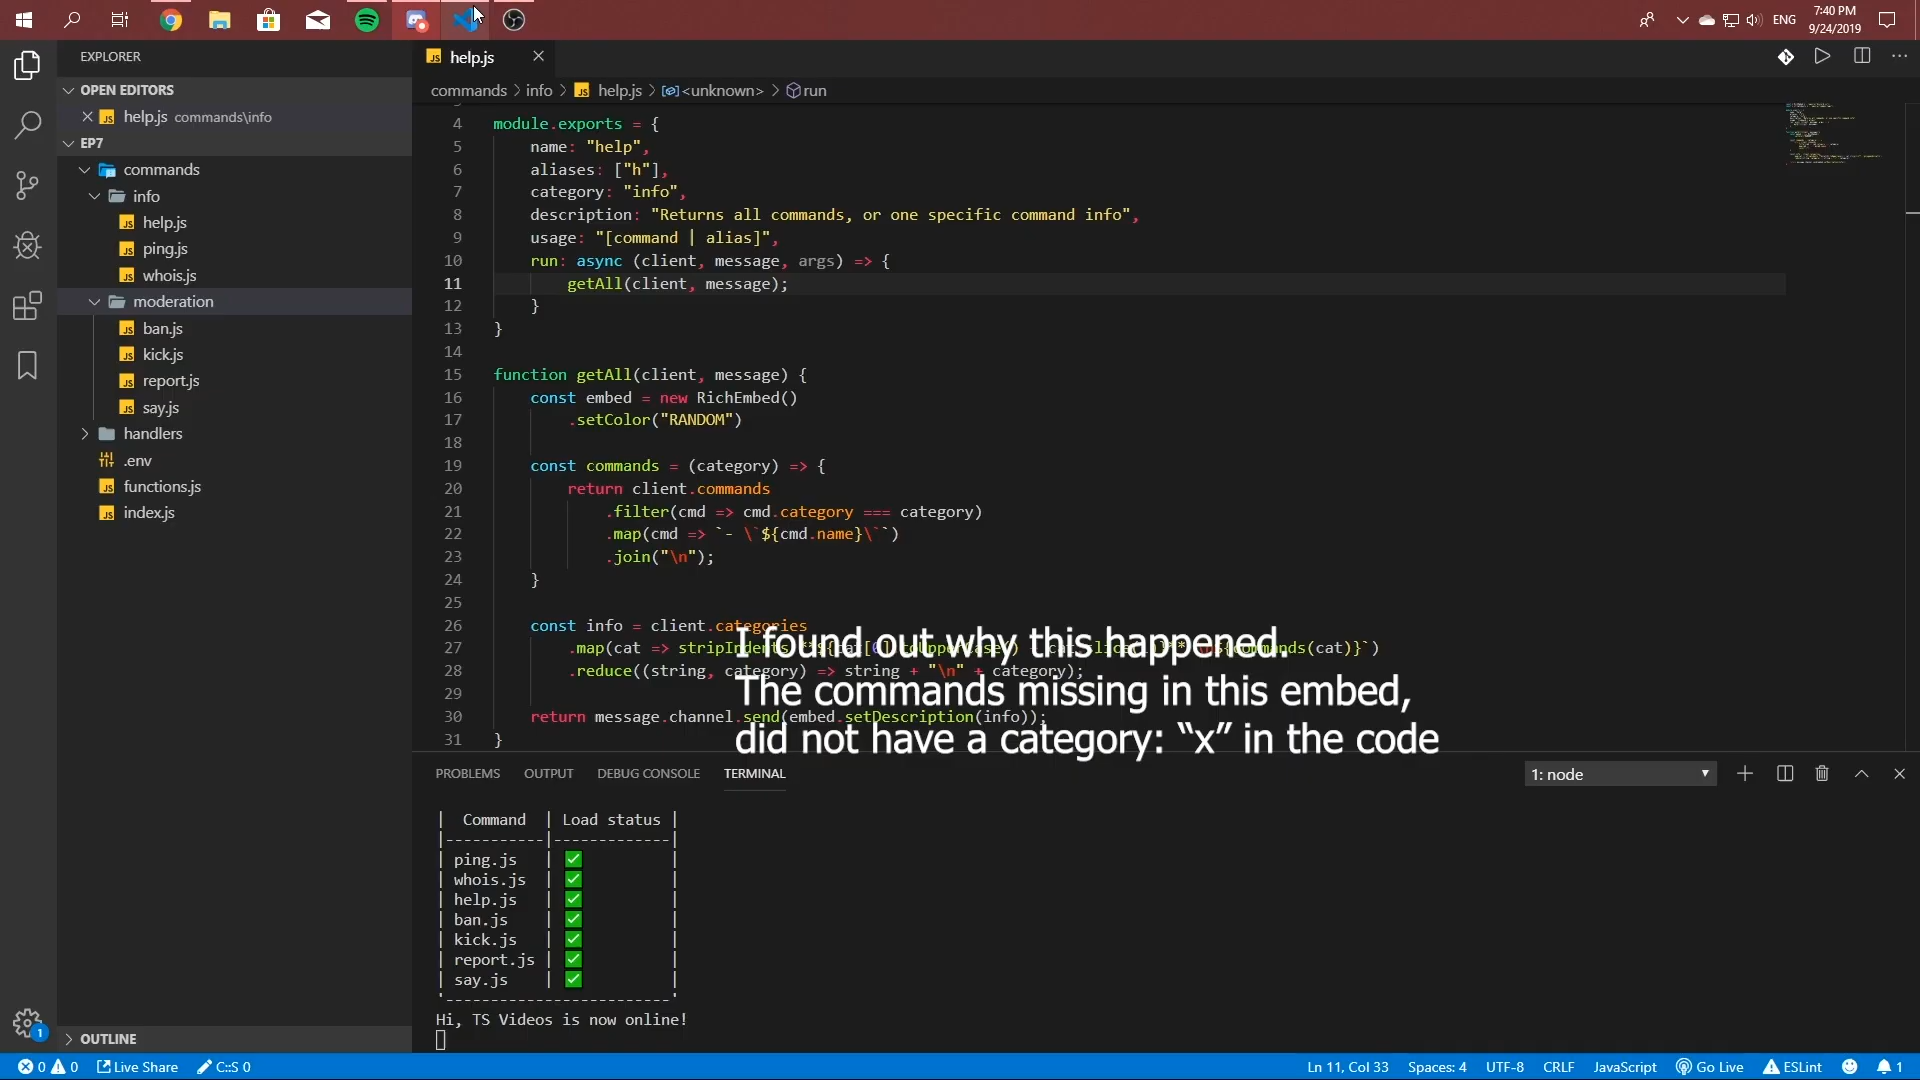 7:40 PM
ENG
9/24/2019
EXPLORER
help.js
OPEN EDITORS
commands > info > help.js > <unknown> > run
help.js commands\info
EP7
commands
info
help.js
ping.js
whois.js
moderation
ban.js
kick.js
report.js
say.js
handlers
.env
functions.js
index.js
OUTLINE
4 module.exports = {
5 name: "help",
6 aliases: ["h"],
7 category: "info",
8 description: "Returns all commands, or one specific command info",
9 usage: "[command | alias]",
10 run: async (client, message, args) => {
11 getAll(client, message);
12 }
13 }
14
15 function getAll(client, message) {
16 const embed = new RichEmbed()
17 .setColor("RANDOM")
18
19 const commands = (category) => {
20 return client.commands
21 .filter(cmd => cmd.category === category)
22 .map(cmd => `- \`${cmd.name}\``)
23 .join("\n");
24 }
25
26 const info = client.categories
27 .map(cat => stripIndents
28 .reduce((string, category) => string + "\n" + category);
29
30 return message.channel.send(embed.setDescription(info));
31 }
I found out why this happened.
The commands missing in this embed,
did not have a category: “x” in the code
PROBLEMS OUTPUT DEBUG CONSOLE TERMINAL
1: node
| Command | Load status |
|-----------|-------------|
| ping.js | ✅ |
| whois.js | ✅ |
| help.js | ✅ |
| ban.js | ✅ |
| kick.js | ✅ |
| report.js | ✅ |
| say.js | ✅ |
'-------------------------'
Hi, TS Videos is now online!
1
0 0 Live Share C::S 0
Ln 11, Col 33 Spaces: 4 UTF-8 CRLF JavaScript Go Live ESLint 1